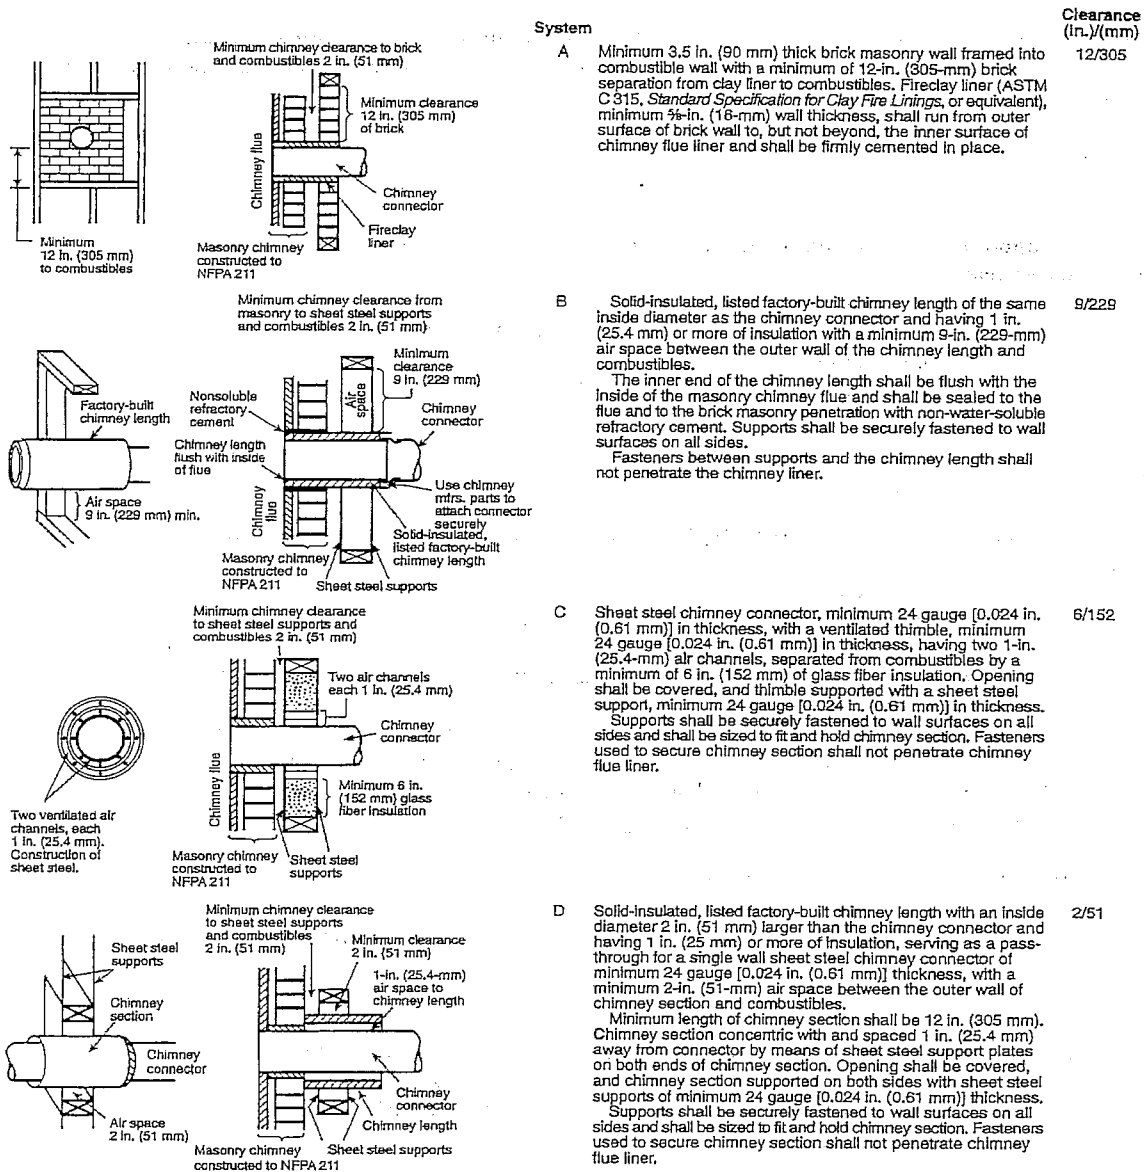 System
Clearance
(in.)/(mm)
Minimum chimney clearance to brick
and combustibles 2 in. (51 mm)
Minimum clearance
12 in. (305 mm)
of brick
Chimney flue
Chimney
connector
Fireclay
liner
Masonry chimney
constructed to
NFPA 211
Minimum
12 in. (305 mm)
to combustibles
A
Minimum 3.5 in. (90 mm) thick brick masonry wall framed into
combustible wall with a minimum of 12-in. (305-mm) brick
separation from clay liner to combustibles. Fireclay liner (ASTM
C 315, Standard Specification for Clay Fire Linings, or equivalent),
minimum ⅝-in. (16-mm) wall thickness, shall run from outer
surface of brick wall to, but not beyond, the inner surface of
chimney flue liner and shall be firmly cemented in place.
12/305
Minimum chimney clearance from
masonry to sheet steel supports
and combustibles 2 in. (51 mm)
Minimum
clearance
9 in. (229 mm)
Air
space
Nonsoluble
refractory
cement
Chimney
connector
Factory-built
chimney length
Chimney length
flush with inside
of flue
Use chimney
mfrs. parts to
attach connector
securely
Air space
9 in. (229 mm) min.
Chimney
flue
Solid-insulated,
listed factory-built
chimney length
Masonry chimney
constructed to
NFPA 211
Sheet steel supports
B
Solid-insulated, listed factory-built chimney length of the same
inside diameter as the chimney connector and having 1 in.
(25.4 mm) or more of insulation with a minimum 9-in. (229-mm)
air space between the outer wall of the chimney length and
combustibles.
The inner end of the chimney length shall be flush with the
inside of the masonry chimney flue and shall be sealed to the
flue and to the brick masonry penetration with non-water-soluble
refractory cement. Supports shall be securely fastened to wall
surfaces on all sides.
Fasteners between supports and the chimney length shall
not penetrate the chimney liner.
9/229
Minimum chimney clearance
to sheet steel supports and
combustibles 2 in. (51 mm)
Two air channels
each 1 in. (25.4 mm)
Chimney
connector
Chimney flue
Minimum 6 in.
(152 mm) glass
fiber insulation
Two ventilated air
channels, each
1 in. (25.4 mm).
Construction of
sheet steel.
Masonry chimney
constructed to
NFPA 211
Sheet steel
supports
C
Sheet steel chimney connector, minimum 24 gauge [0.024 in.
(0.61 mm)] in thickness, with a ventilated thimble, minimum
24 gauge [0.024 in. (0.61 mm)] in thickness, having two 1-in.
(25.4-mm) air channels, separated from combustibles by a
minimum of 6 in. (152 mm) of glass fiber insulation. Opening
shall be covered, and thimble supported with a sheet steel
support, minimum 24 gauge [0.024 in. (0.61 mm)] in thickness.
Supports shall be securely fastened to wall surfaces on all
sides and shall be sized to fit and hold chimney section. Fasteners
used to secure chimney section shall not penetrate chimney
flue liner.
6/152
Minimum chimney clearance
to sheet steel supports
and combustibles
2 in. (51 mm)
Minimum clearance
2 in. (51 mm)
1-in. (25.4-mm)
air space to
chimney length
Sheet steel
supports
Chimney
section
Chimney
connector
Air space
2 in. (51 mm)
Chimney
connector
Chimney length
Masonry chimney
constructed to NFPA 211
Sheet steel supports
D
Solid-insulated, listed factory-built chimney length with an inside
diameter 2 in. (51 mm) larger than the chimney connector and
having 1 in. (25 mm) or more of insulation, serving as a pass-
through for a single wall sheet steel chimney connector of
minimum 24 gauge [0.024 in. (0.61 mm)] thickness, with a
minimum 2-in. (51-mm) air space between the outer wall of
chimney section and combustibles.
Minimum length of chimney section shall be 12 in. (305 mm).
Chimney section concentric with and spaced 1 in. (25.4 mm)
away from connector by means of sheet steel support plates
on both ends of chimney section. Opening shall be covered,
and chimney section supported on both sides with sheet steel
supports of minimum 24 gauge [0.024 in. (0.61 mm)] thickness.
Supports shall be securely fastened to wall surfaces on all
sides and shall be sized to fit and hold chimney section. Fasteners
used to secure chimney section shall not penetrate chimney
flue liner.
2/51